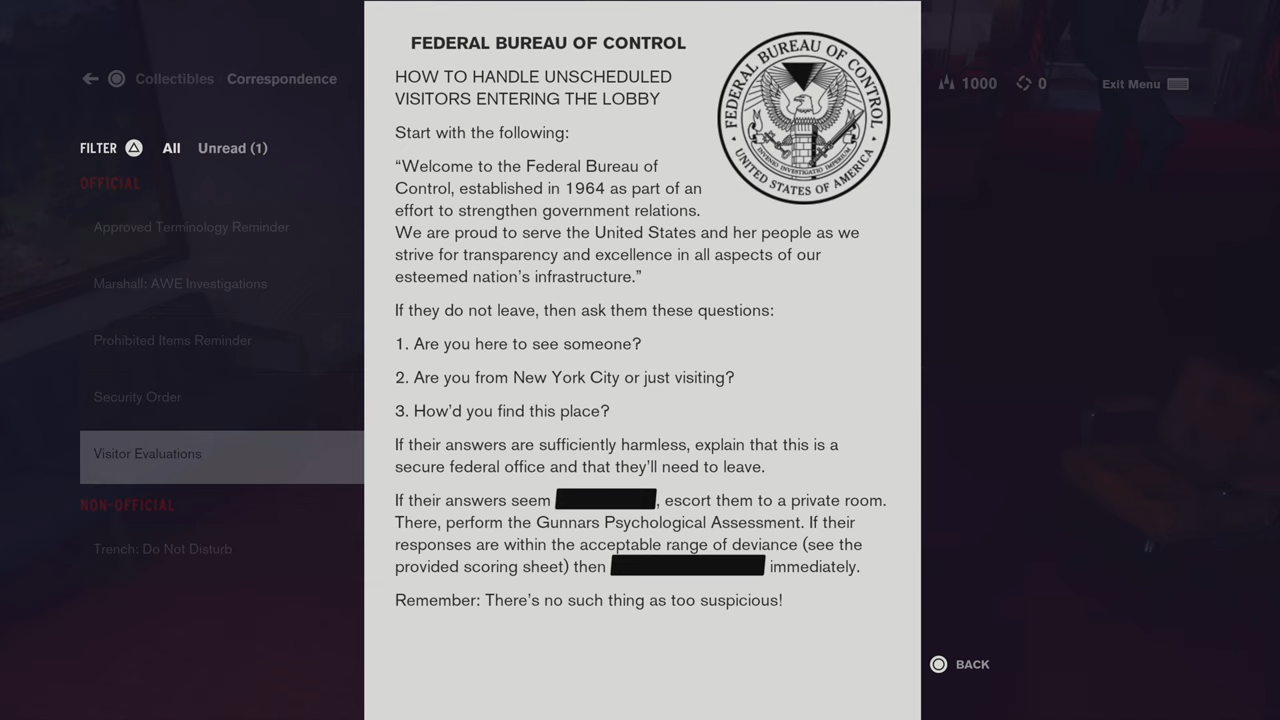 FEDERAL BUREAU OF CONTROL
HOW TO HANDLE UNSCHEDULED
VISITORS ENTERING THE LOBBY
Start with the following:
“Welcome to the Federal Bureau of
Control, established in 1964 as part of an
effort to strengthen government relations.
We are proud to serve the United States and her people as we
strive for transparency and excellence in all aspects of our
esteemed nation’s infrastructure.”
If they do not leave, then ask them these questions:
1. Are you here to see someone?
2. Are you from New York City or just visiting?
3. How’d you find this place?
If their answers are sufficiently harmless, explain that this is a
secure federal office and that they’ll need to leave.
If their answers seem , escort them to a private room.
There, perform the Gunnars Psychological Assessment. If their
responses are within the acceptable range of deviance (see the
provided scoring sheet) then immediately.
Remember: There’s no such thing as too suspicious!
FEDERAL BUREAU OF CONTROL
INVENIO INVESTIGATIO IMPERIUM
UNITED STATES OF AMERICA
Collectibles Correspondence
FILTER All Unread (1)
OFFICIAL
Approved Terminology Reminder
Marshall: AWE Investigations
Prohibited Items Reminder
Security Order
Visitor Evaluations
NON-OFFICIAL
Trench: Do Not Disturb
1000 0 Exit Menu
BACK